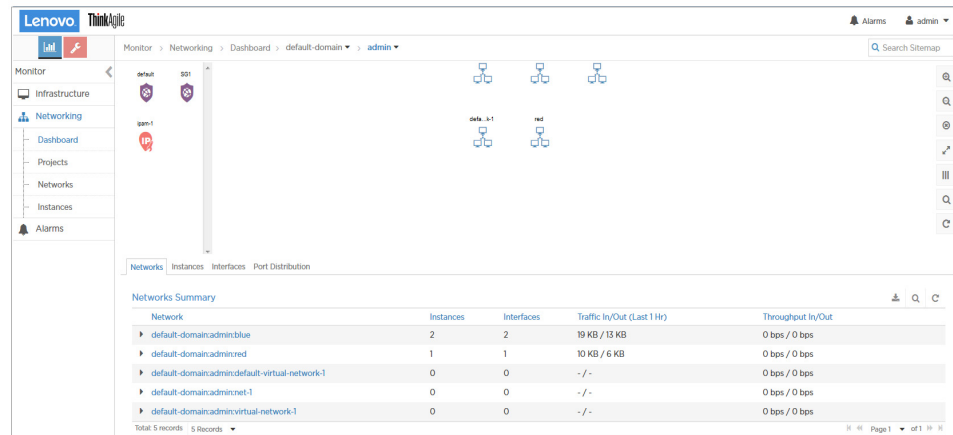 Lenovo ThinkAgile
Alarms
admin
Monitor > Networking > Dashboard > default-domain > admin
Search Sitemap
Monitor
Infrastructure
Networking
Dashboard
Projects
Networks
Instances
Alarms
default SG1
ipam-1
IP
defa...k-1 red
Networks Instances Interfaces Port Distribution
Networks Summary
Network Instances Interfaces Traffic In/Out (Last 1 Hr) Throughput In/Out
default-domain:admin:blue 2 2 19 KB / 13 KB 0 bps / 0 bps
default-domain:admin:red 1 1 10 KB / 6 KB 0 bps / 0 bps
default-domain:admin:default-virtual-network-1 0 0 - / - 0 bps / 0 bps
default-domain:admin:net-1 0 0 - / - 0 bps / 0 bps
default-domain:admin:virtual-network-1 0 0 - / - 0 bps / 0 bps
Total: 5 records 5 Records Page 1 of 1